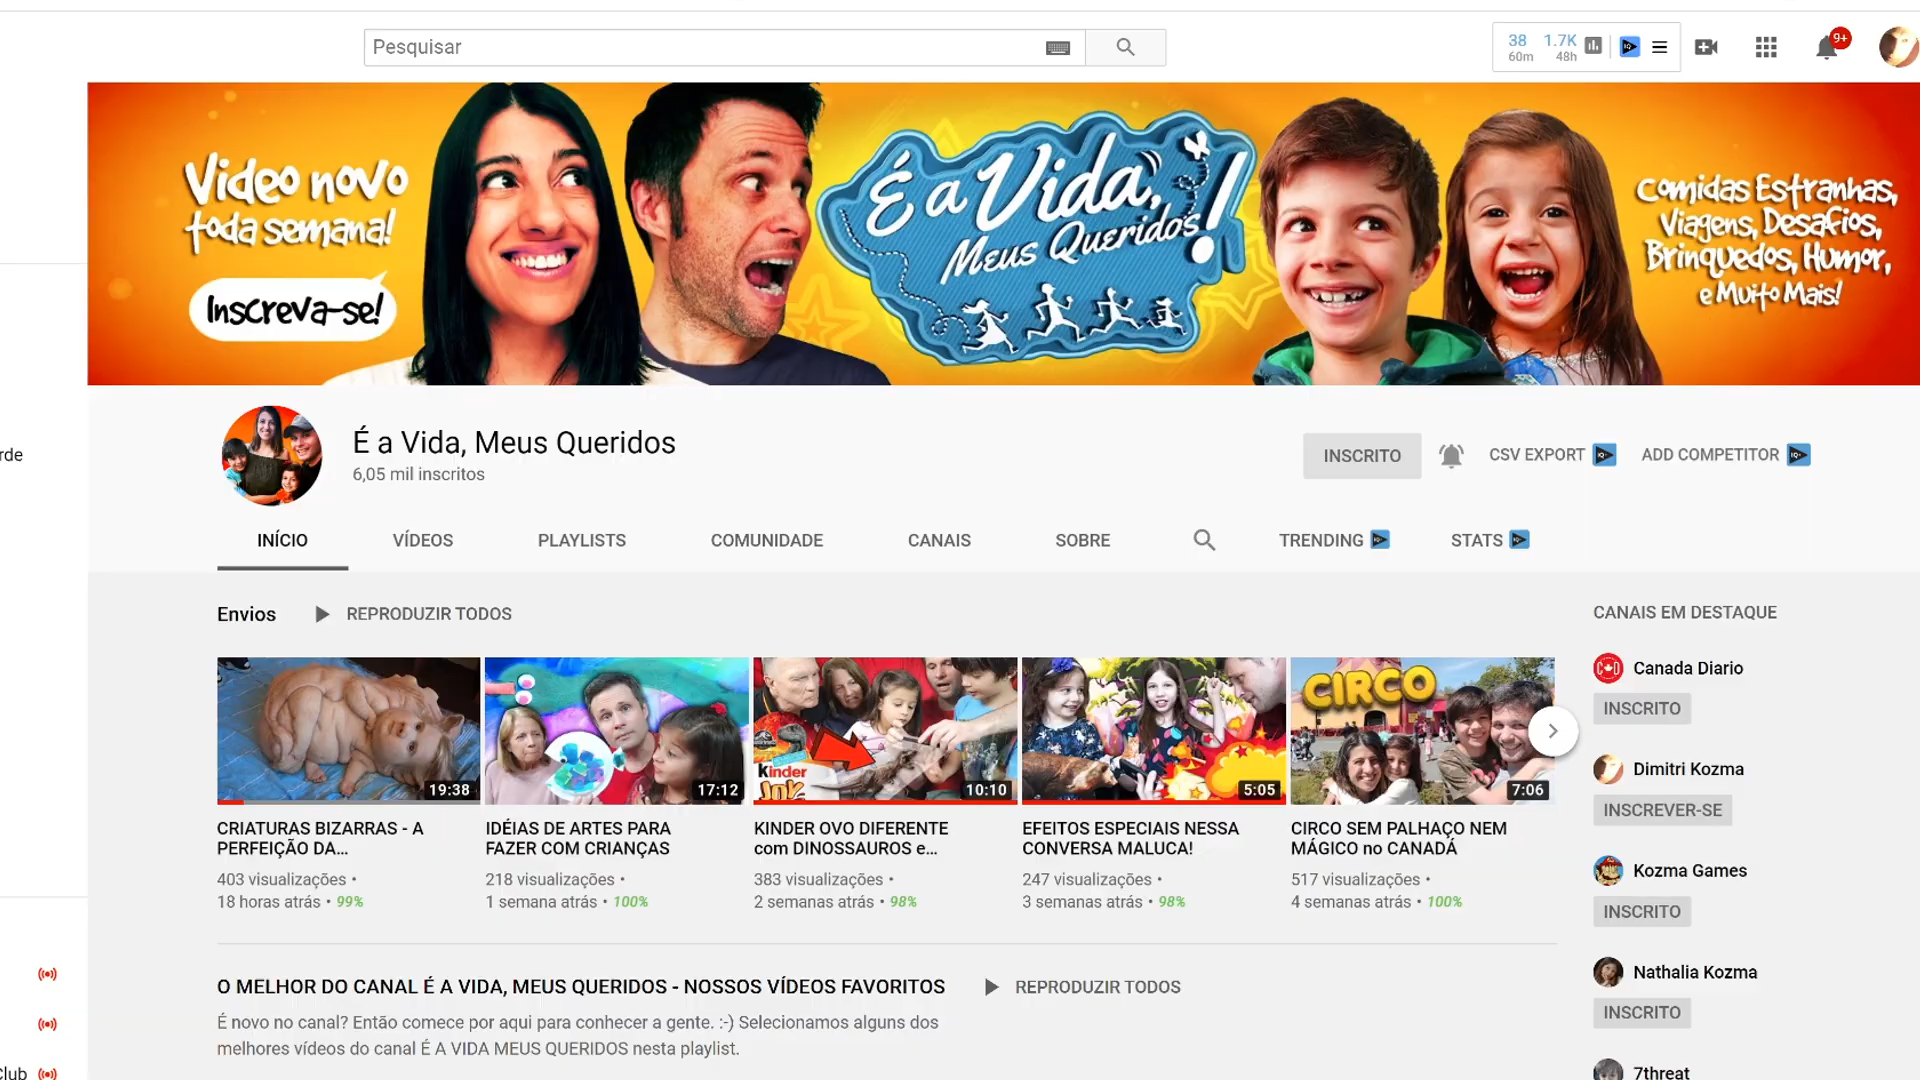 Pesquisar
38 1.7K
60m 48h
9+
Video novo
toda semana!
Inscreva-se!
É a Vida,
Meus Queridos!
Comidas Estranhas,
Viagens, Desafios,
Brinquedos, Humor,
e Muito Mais!
rde
É a Vida, Meus Queridos
6,05 mil inscritos
INSCRITO
CSV EXPORT
ADD COMPETITOR
INÍCIO VÍDEOS PLAYLISTS COMUNIDADE CANAIS SOBRE TRENDING STATS
Envios
REPRODUZIR TODOS
19:38
17:12
kinder
JOY
10:10
5:05
CIRCO
7:06
CRIATURAS BIZARRAS - A
PERFEIÇÃO DA...
403 visualizações •
18 horas atrás • 99%
IDÉIAS DE ARTES PARA
FAZER COM CRIANÇAS
218 visualizações •
1 semana atrás • 100%
KINDER OVO DIFERENTE
com DINOSSAUROS e...
383 visualizações •
2 semanas atrás • 98%
EFEITOS ESPECIAIS NESSA
CONVERSA MALUCA!
247 visualizações •
3 semanas atrás • 98%
CIRCO SEM PALHAÇO NEM
MÁGICO no CANADÁ
517 visualizações •
4 semanas atrás • 100%
O MELHOR DO CANAL É A VIDA, MEUS QUERIDOS - NOSSOS VÍDEOS FAVORITOS
REPRODUZIR TODOS
É novo no canal? Então comece por aqui para conhecer a gente. :-) Selecionamos alguns dos
melhores vídeos do canal É A VIDA MEUS QUERIDOS nesta playlist.
CANAIS EM DESTAQUE
Canada Diario
INSCRITO
Dimitri Kozma
INSCREVER-SE
Kozma Games
INSCRITO
Nathalia Kozma
INSCRITO
7threat
Club